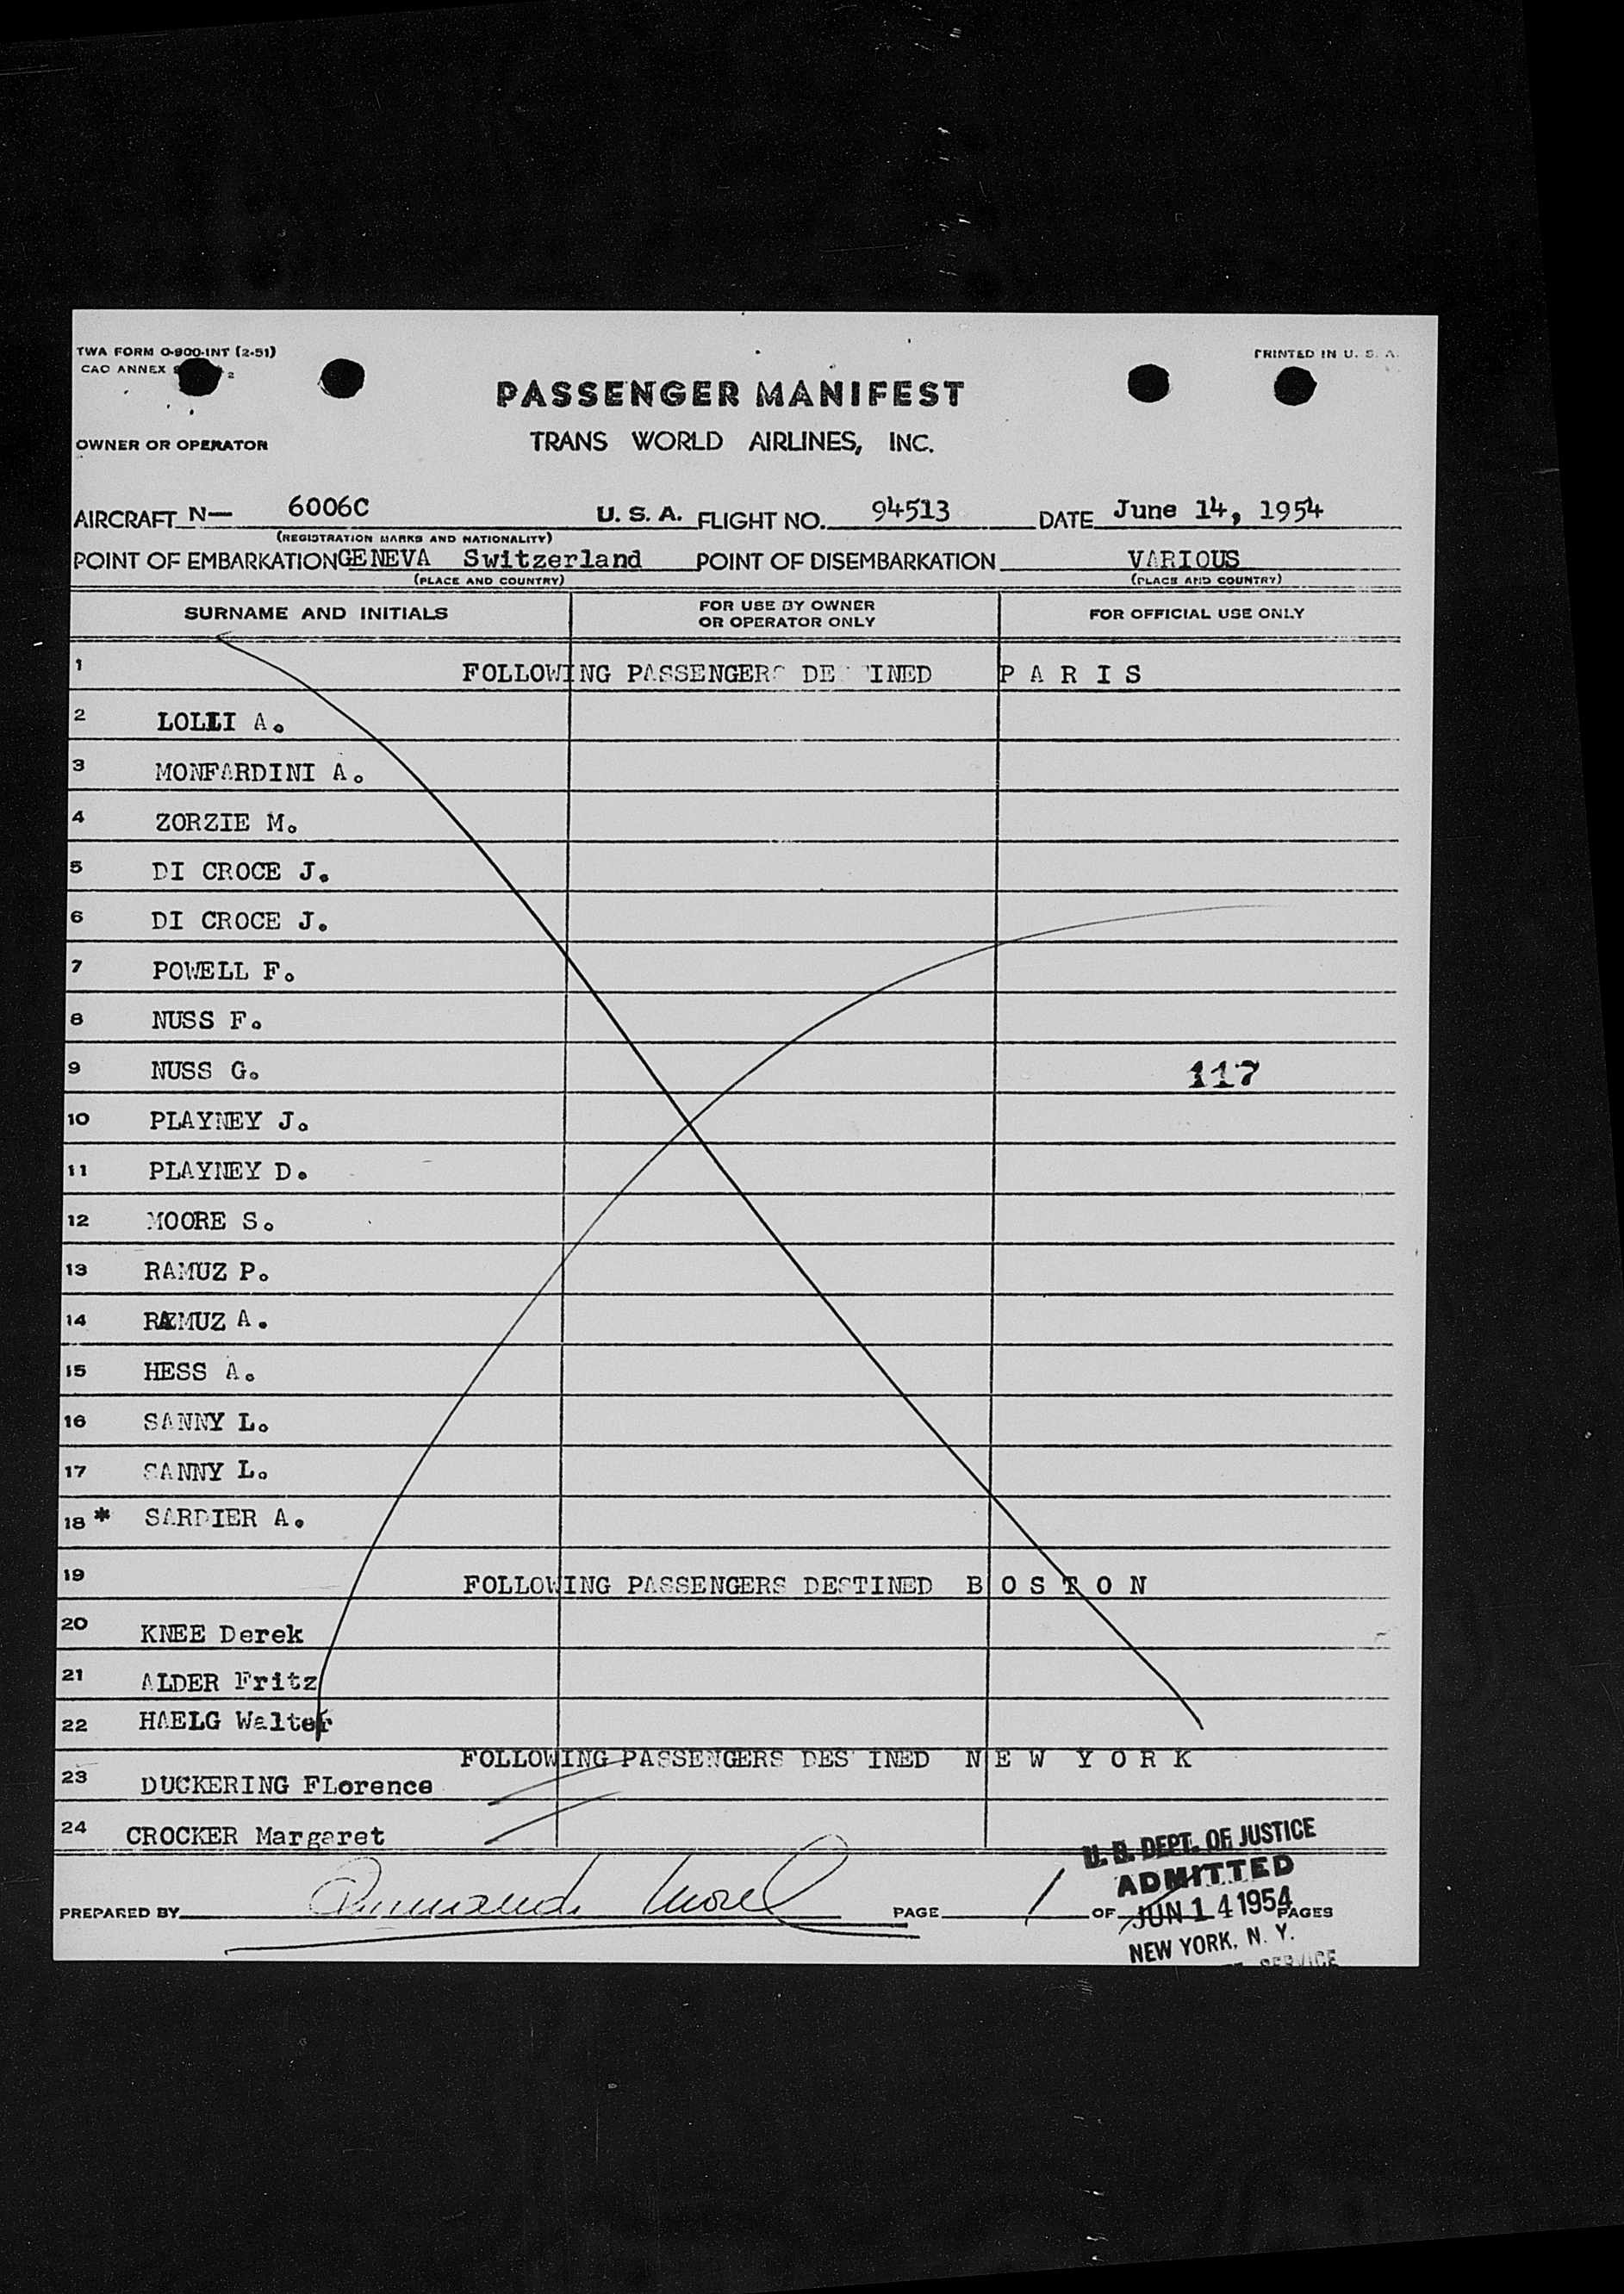 TWA FORM O-900-INT (2-51)
PRINTED IN U. S. A.
CAO ANNEX
PASSENGER MANIFEST
OWNER OR OPERATOR
TRANS WORLD AIRLINES, INC.
AIRCRAFT N— 6006C U. S. A. FLIGHT NO. 94513 DATE June 14, 1954
(REGISTRATION MARKS AND NATIONALITY)
POINT OF EMBARKATION GENEVA Switzerland POINT OF DISEMBARKATION VARIOUS
(PLACE AND COUNTRY) (PLACE AND COUNTRY)
SURNAME AND INITIALS FOR USE BY OWNER OR OPERATOR ONLY FOR OFFICIAL USE ONLY
1 FOLLOWING PASSENGERS DESTINED P A R I S
2 LOLLI A.
3 MONFARDINI A.
4 ZORZIE M.
5 DI CROCE J.
6 DI CROCE J.
7 POWELL F.
8 NUSS F.
9 NUSS G. 117
10 PLAYNEY J.
11 PLAYNEY D.
12 MOORE S.
13 RAMUZ P.
14 RAMUZ A.
15 HESS A.
16 SANNY L.
17 SANNY L.
18 * SARDIER A.
19 FOLLOWING PASSENGERS DESTINED B O S T O N
20 KNEE Derek
21 ALDER Fritz
22 HAELG Walter
FOLLOWING PASSENGERS DESTINED N E W Y O R K
23 DUCKERING FLorence
24 CROCKER Margaret
PREPARED BY PAGE 1 OF PAGES
U. S. DEPT. OF JUSTICE
ADMITTED
JUN 14 1954
NEW YORK, N. Y.
SERVICE